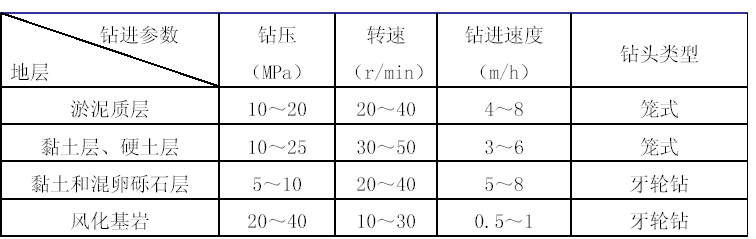 钻进参数 钻压 转速 钻进速度 钻头类型
地层 （MPa） （r/min） （m/h）
淤泥质层 10～20 20～40 4～8 笼式
黏土层、硬土层 10～25 30～50 3～6 笼式
黏土和混卵砾石层 5～10 20～40 5～8 牙轮钻
风化基岩 20～40 10～30 0.5～1 牙轮钻